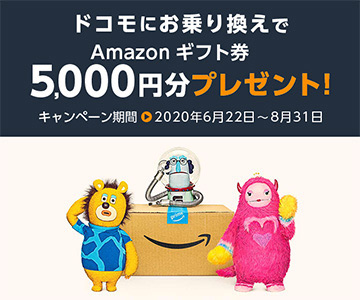 ドコモにお乗り換えで
Amazon ギフト券
5,000円分プレゼント!
キャンペーン期間 2020年6月22日～8月31日
prime